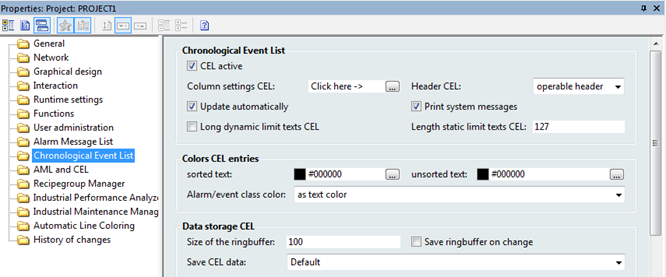 Properties: Project: PROJECT1
General
Network
Graphical design
Interaction
Runtime settings
Functions
User administration
Alarm Message List
Chronological Event List
AML and CEL
Recipegroup Manager
Industrial Performance Analyze
Industrial Maintenance Manag
Automatic Line Coloring
History of changes
Chronological Event List
CEL active
Column settings CEL: Click here -> ... Header CEL: operable header
Update automatically Print system messages
Long dynamic limit texts CEL Length static limit texts CEL: 127
Colors CEL entries
sorted text: #000000 ... unsorted text: #000000 ...
Alarm/event class color: as text color
Data storage CEL
Size of the ringbuffer: 100 Save ringbuffer on change
Save CEL data: Default